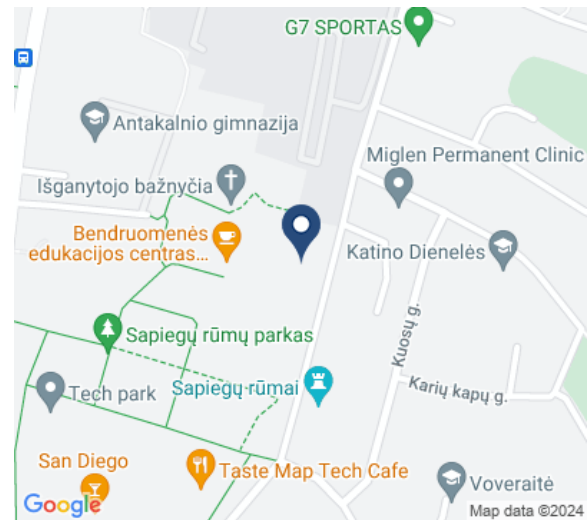 G7 SPORTAS
Antakalnio gimnazija
Miglen Permanent Clinic
Išganytojo bažnyčia
Bendruomenės
edukacijos centras...
Katino Dienelės
Kuosų g.
Sapiegų rūmų parkas
Sapiegų rūmai
Karių kapų g.
Tech park
San Diego
Taste Map Tech Cafe
Voveraitė
Google
Map data ©2024